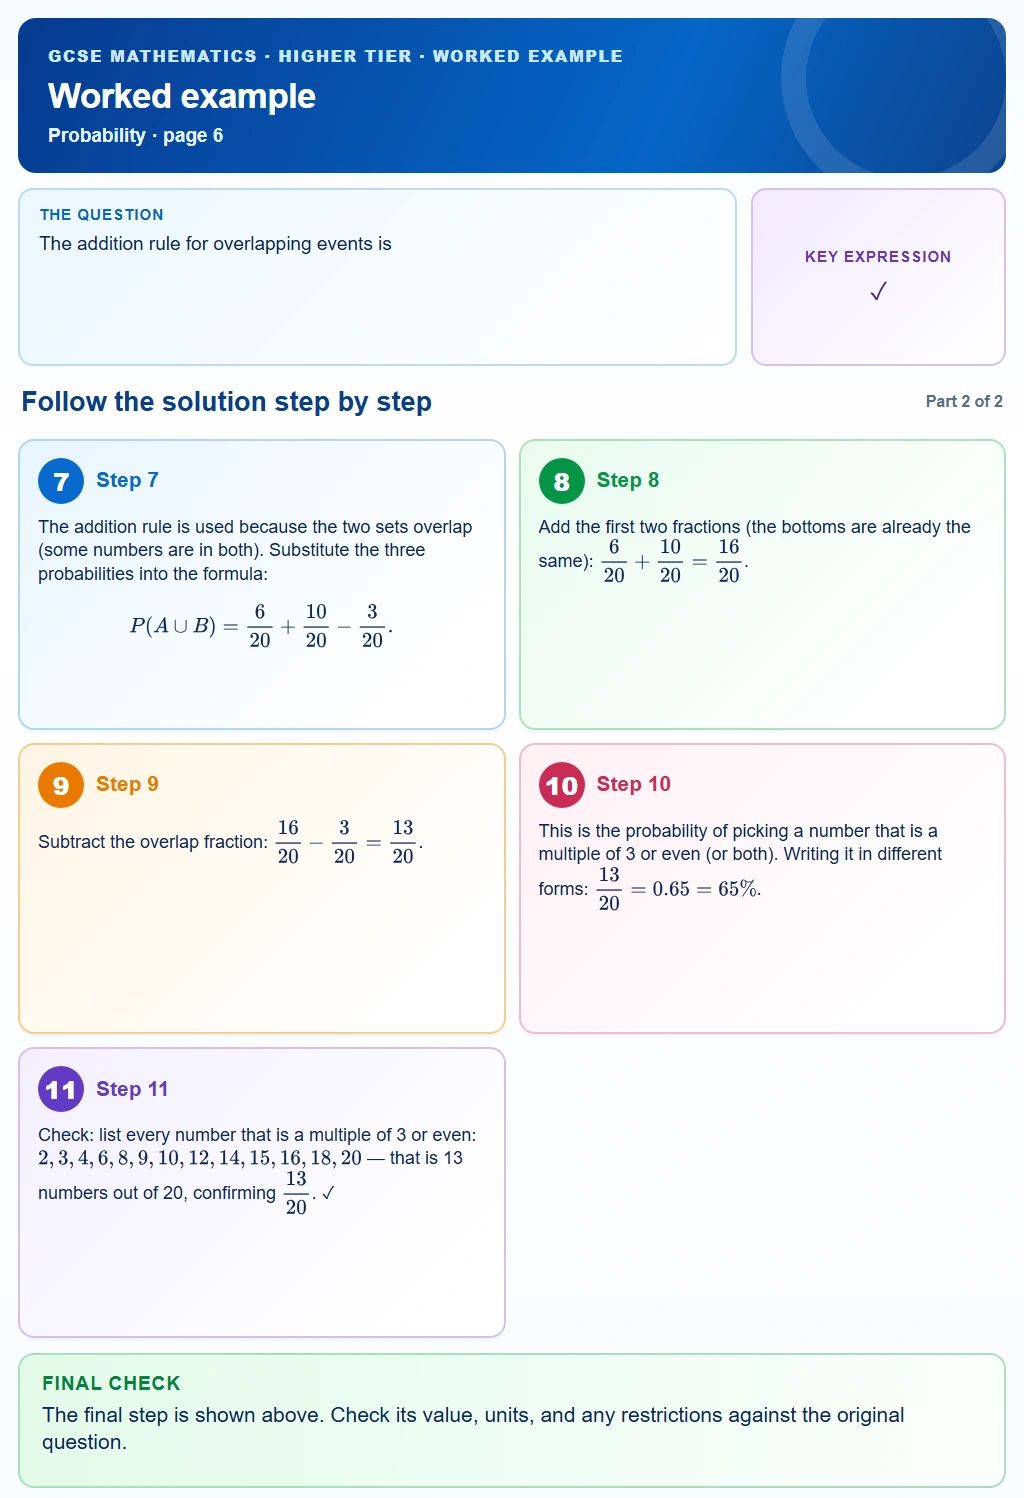 GCSE MATHEMATICS · HIGHER TIER · WORKED EXAMPLE
Worked example
Probability · page 6
THE QUESTION
The addition rule for overlapping events is
KEY EXPRESSION
✓
Follow the solution step by step
Part 2 of 2
7 Step 7
The addition rule is used because the two sets overlap
(some numbers are in both). Substitute the three
probabilities into the formula:
P(A ∪ B) = 6/20 + 10/20 − 3/20.
8 Step 8
Add the first two fractions (the bottoms are already the
same): 6/20 + 10/20 = 16/20.
9 Step 9
Subtract the overlap fraction: 16/20 − 3/20 = 13/20.
10 Step 10
This is the probability of picking a number that is a
multiple of 3 or even (or both). Writing it in different
forms: 13/20 = 0.65 = 65%.
11 Step 11
Check: list every number that is a multiple of 3 or even:
2, 3, 4, 6, 8, 9, 10, 12, 14, 15, 16, 18, 20 — that is 13
numbers out of 20, confirming 13/20. ✓
FINAL CHECK
The final step is shown above. Check its value, units, and any restrictions against the original
question.